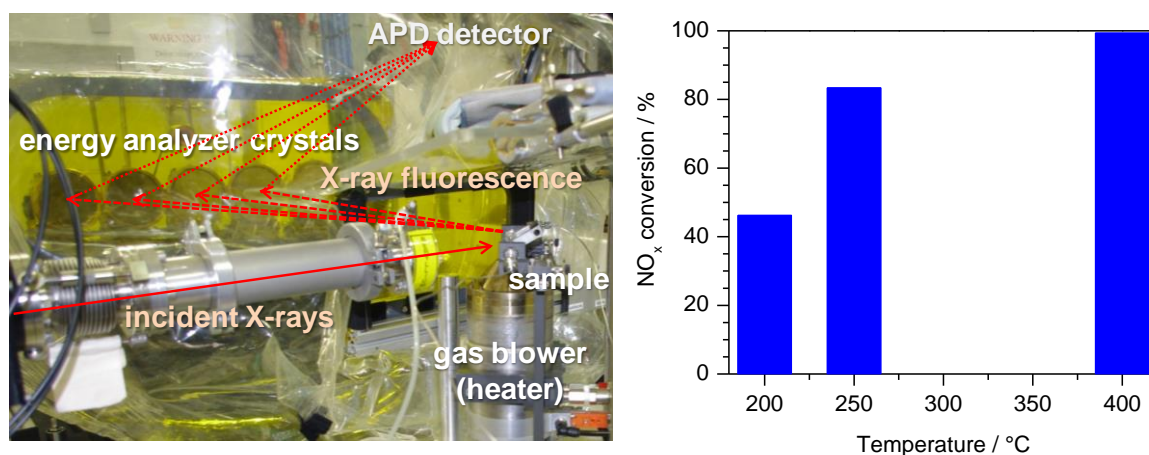 WARNING
APD detector
energy analyzer crystals
X-ray fluorescence
sample
incident X-rays
gas blower
(heater)
100
80
60
40
20
0
NOx conversion / %
200
250
300
350
400
Temperature / °C